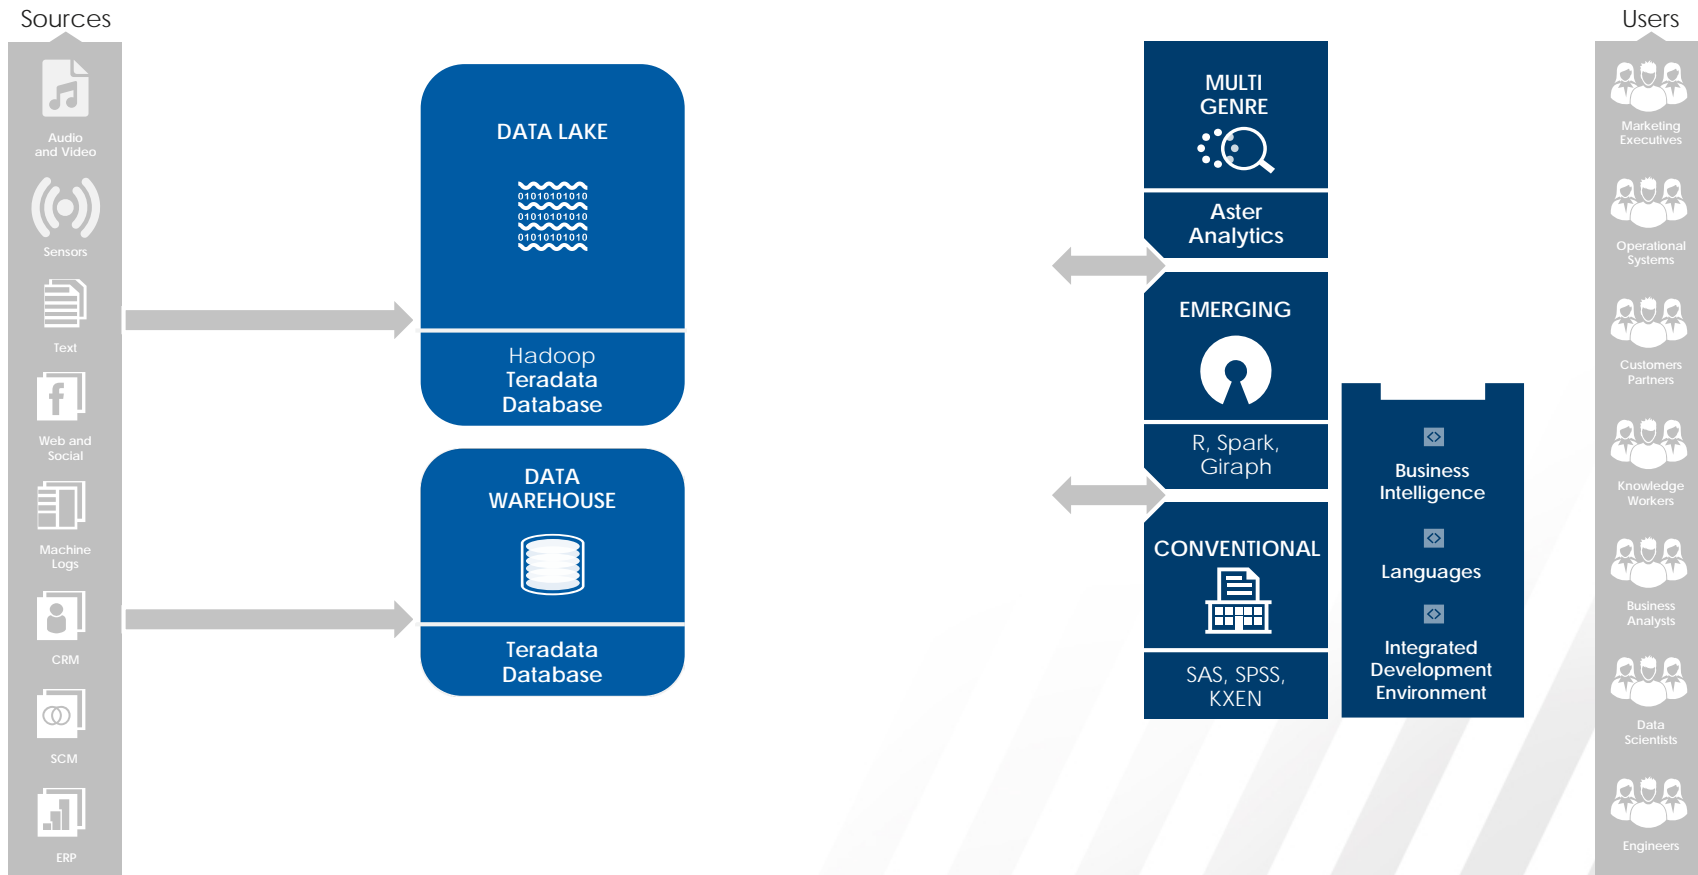 Sources
Audio
and Video
Sensors
Text
Web and
Social
Machine
Logs
CRM
SCM
ERP
DATA LAKE
01010101010
01010101010
01010101010
Hadoop
Teradata
Database
DATA
WAREHOUSE
Teradata
Database
MULTI
GENRE
Aster
Analytics
EMERGING
R, Spark,
Giraph
CONVENTIONAL
SAS, SPSS,
KXEN
<>
Business
Intelligence
<>
Languages
<>
Integrated
Development
Environment
Users
Marketing
Executives
Operational
Systems
Customers
Partners
Knowledge
Workers
Business
Analysts
Data
Scientists
Engineers